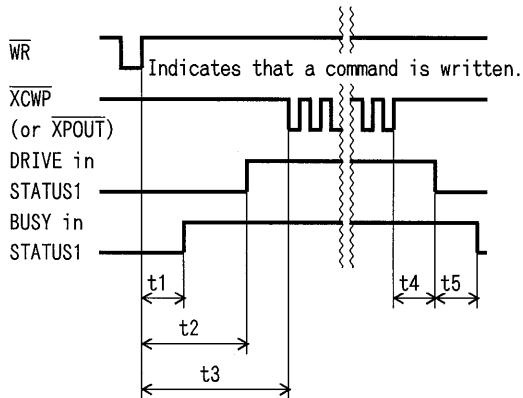 WR
Indicates that a command is written.
XCWP
(or XPOUT)
DRIVE in
STATUS1
BUSY in
STATUS1
t1
t4
t5
t2
t3